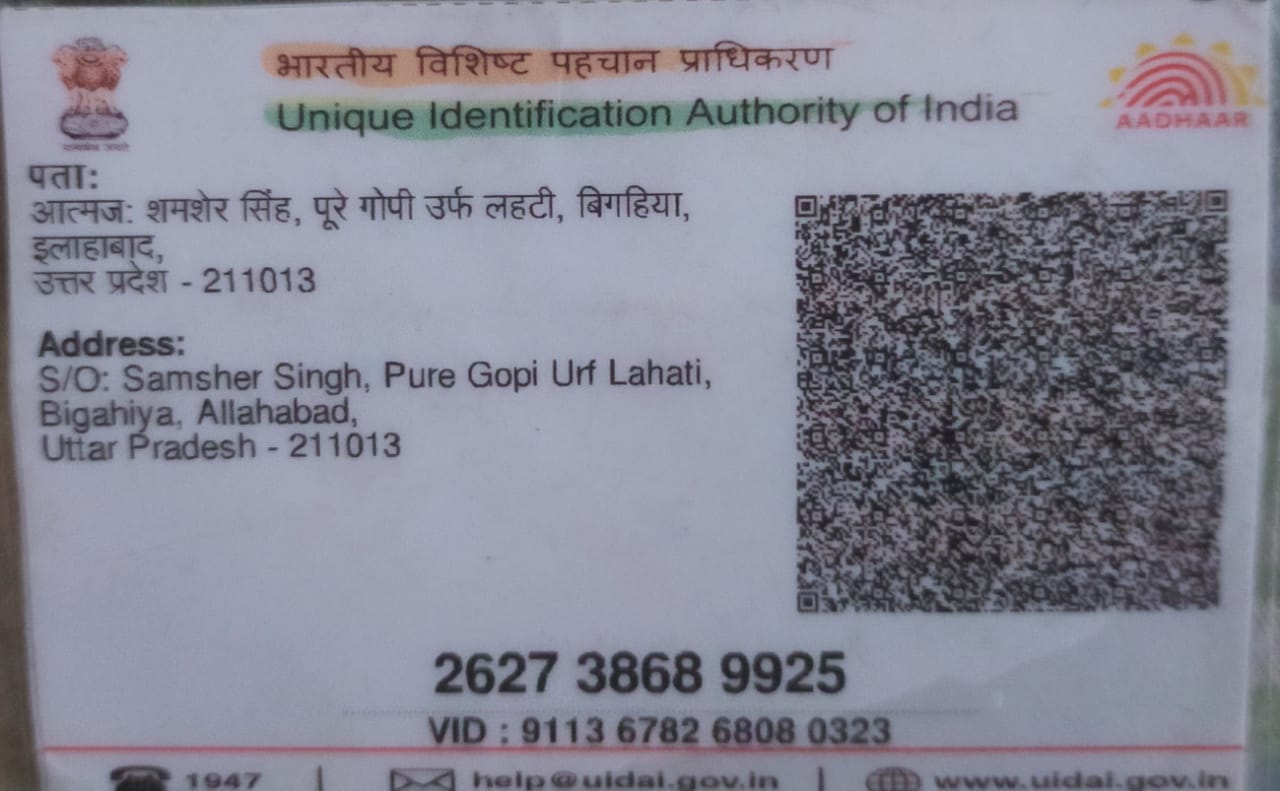 भारतीय विशिष्ट पहचान प्राधिकरण
Unique Identification Authority of India
AADHAAR
पता:
आत्मज: शमशेर सिंह, पूरे गोपी उर्फ लहटी, बिगहिया,
इलाहाबाद,
उत्तर प्रदेश - 211013
Address:
S/O: Samsher Singh, Pure Gopi Urf Lahati,
Bigahiya, Allahabad,
Uttar Pradesh - 211013
2627 3868 9925
VID : 9113 6782 6808 0323
1947 | help@uidai.gov.in | www.uidai.gov.in